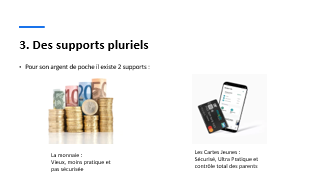 3. Des supports pluriels
• Pour son argent de poche il existe 2 supports :
La monnaie :
Vieux, moins pratique et
pas sécurisée
Les Cartes Jeunes :
Sécurisé, Ultra Pratique et
contrôle total des parents